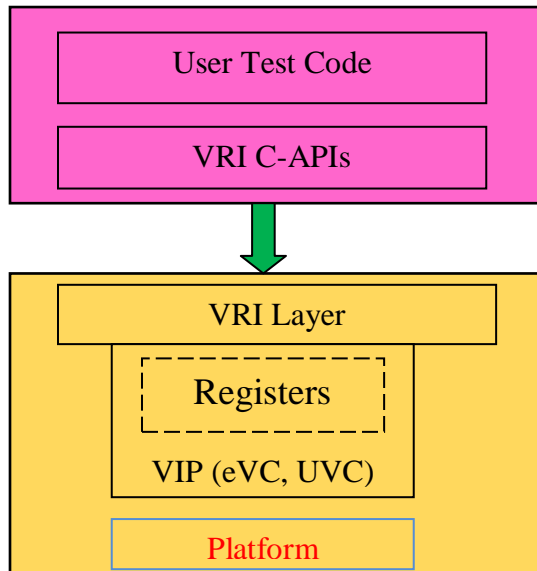 User Test Code
VRI C-APIs
VRI Layer
Registers
VIP (eVC, UVC)
Platform